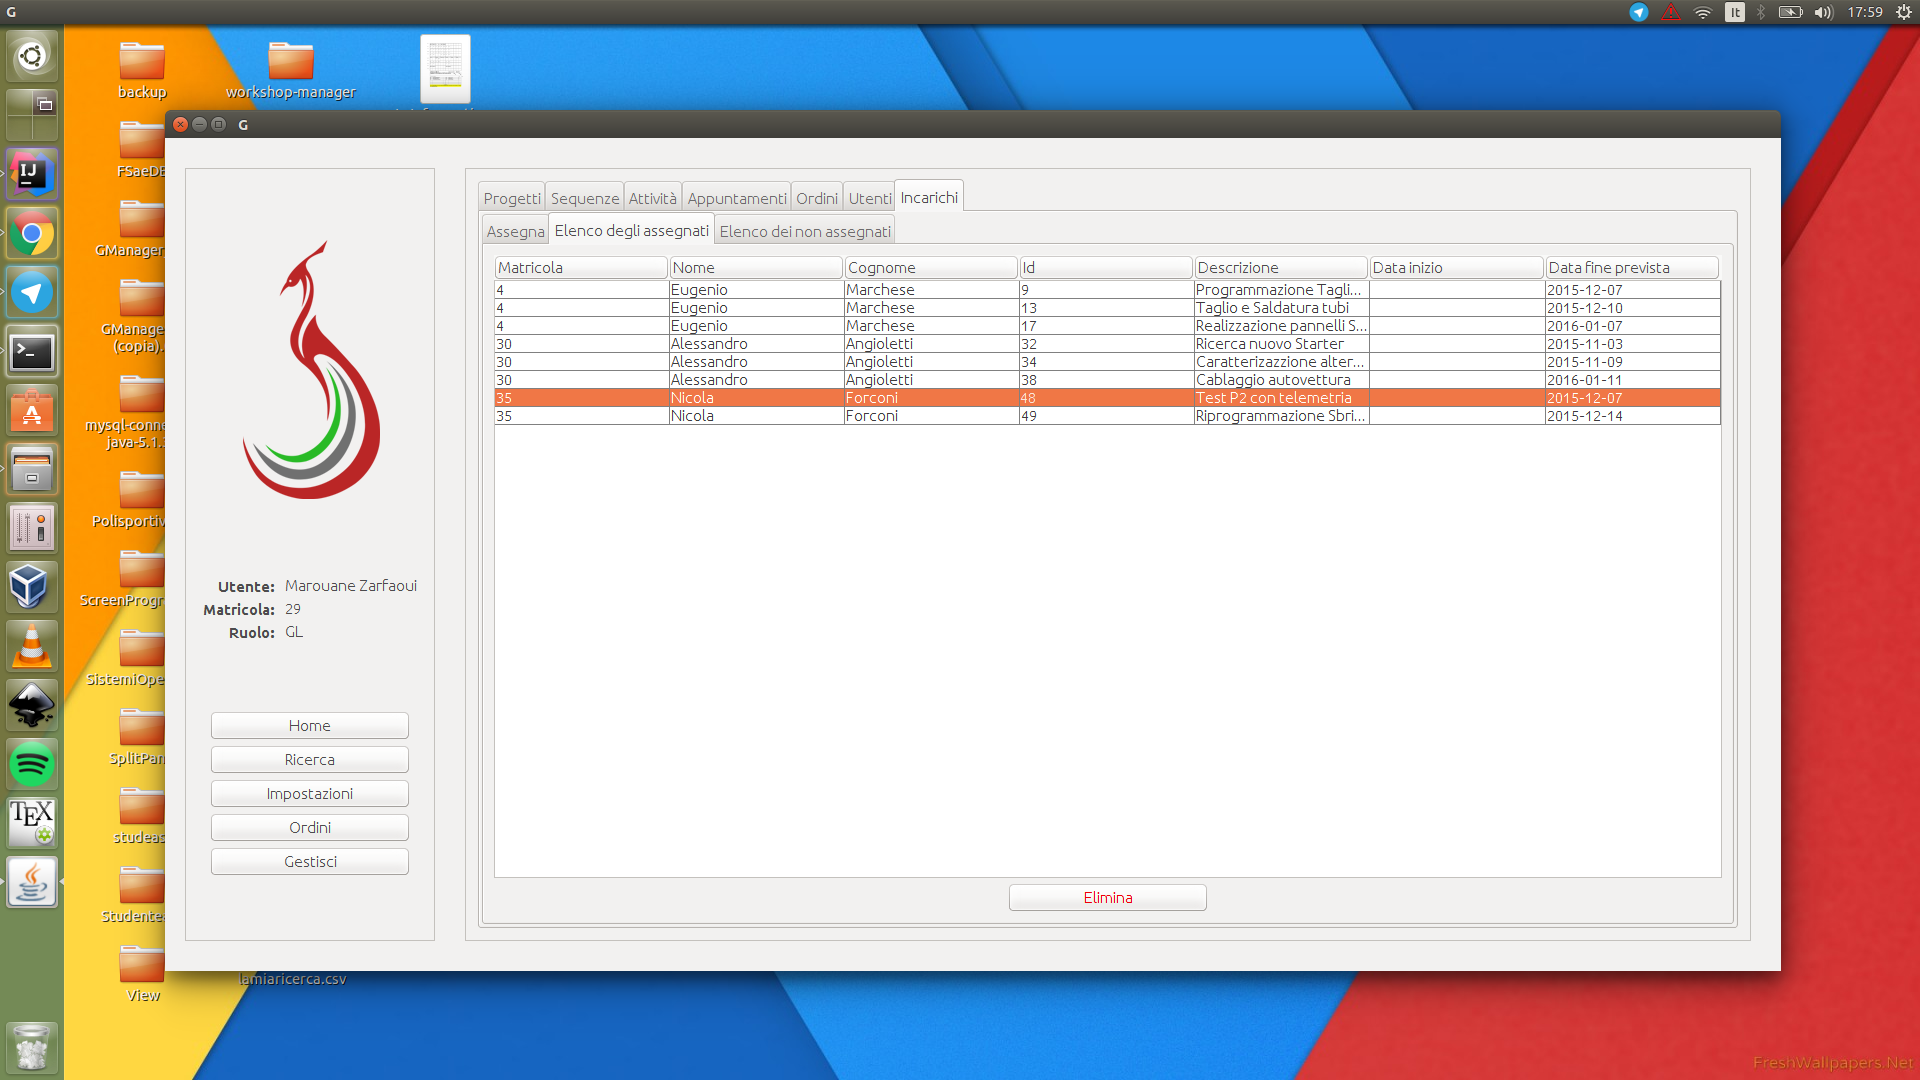 G
It
17:59
backup
workshop-manager
FSaeDB
GManager
GManage
(copia).
mysql-conne
java-5.1.
Polisportiv
ScreenProgr
SistemiOpe
SplitPan
studeas
Studente
View
lamiaricerca.csv
G
Utente: Marouane Zarfaoui
Matricola: 29
Ruolo: GL
Home
Ricerca
Impostazioni
Ordini
Gestisci
Progetti Sequenze Attività Appuntamenti Ordini Utenti Incarichi
Assegna Elenco degli assegnati Elenco dei non assegnati
Matricola Nome Cognome Id Descrizione Data inizio Data fine prevista
4 Eugenio Marchese 9 Programmazione Tagli... 2015-12-07
4 Eugenio Marchese 13 Taglio e Saldatura tubi 2015-12-10
4 Eugenio Marchese 17 Realizzazione pannelli S... 2016-01-07
30 Alessandro Angioletti 32 Ricerca nuovo Starter 2015-11-03
30 Alessandro Angioletti 34 Caratterizazzione alter... 2015-11-09
30 Alessandro Angioletti 38 Cablaggio autovettura 2016-01-11
35 Nicola Forconi 48 Test P2 con telemetria 2015-12-07
35 Nicola Forconi 49 Riprogrammazione Sbri... 2015-12-14
Elimina
IJ
TEX
FreshWallpapers.Net